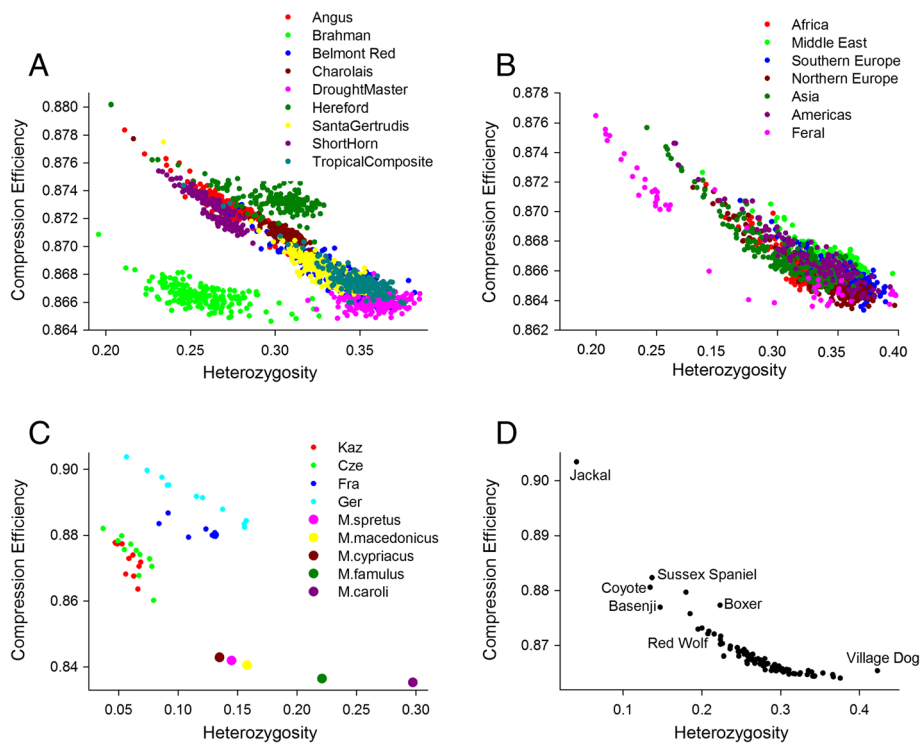 A
Angus
Brahman
Belmont Red
Charolais
DroughtMaster
Hereford
SantaGertrudis
ShortHorn
TropicalComposite
Compression Efficiency
0.880
0.878
0.876
0.874
0.872
0.870
0.868
0.866
0.864
0.20 0.25 0.30 0.35
Heterozygosity
B
Africa
Middle East
Southern Europe
Northern Europe
Asia
Americas
Feral
Compression Efficiency
0.878
0.876
0.874
0.872
0.870
0.868
0.866
0.864
0.862
0.20 0.25 0.15 0.30 0.35 0.40
Heterozygosity
C
Kaz
Cze
Fra
Ger
M.spretus
M.macedonicus
M.cypriacus
M.famulus
M.caroli
Compression Efficiency
0.90
0.88
0.86
0.84
0.05 0.10 0.15 0.20 0.25 0.30
Heterozygosity
D
Compression Efficiency
0.90
0.89
0.88
0.87
Jackal
Sussex Spaniel
Coyote
Basenji
Boxer
Red Wolf
Village Dog
0.1 0.2 0.3 0.4
Heterozygosity